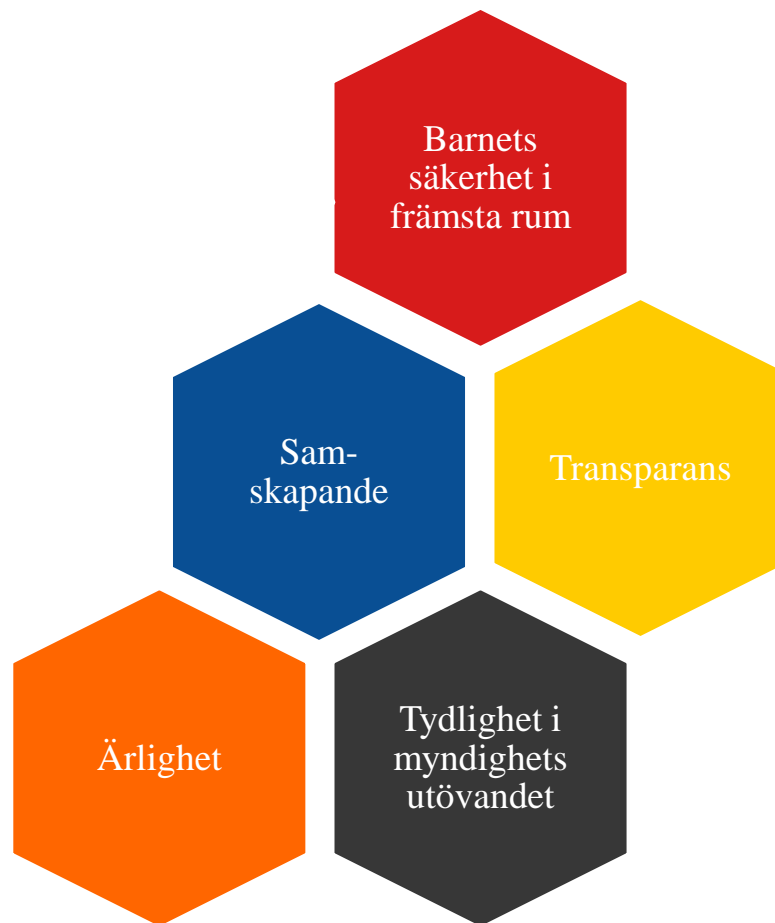 Barnets
säkerhet i
främsta rum
Sam-
skapande
Transparans
Ärlighet
Tydlighet i
myndighets
utövandet